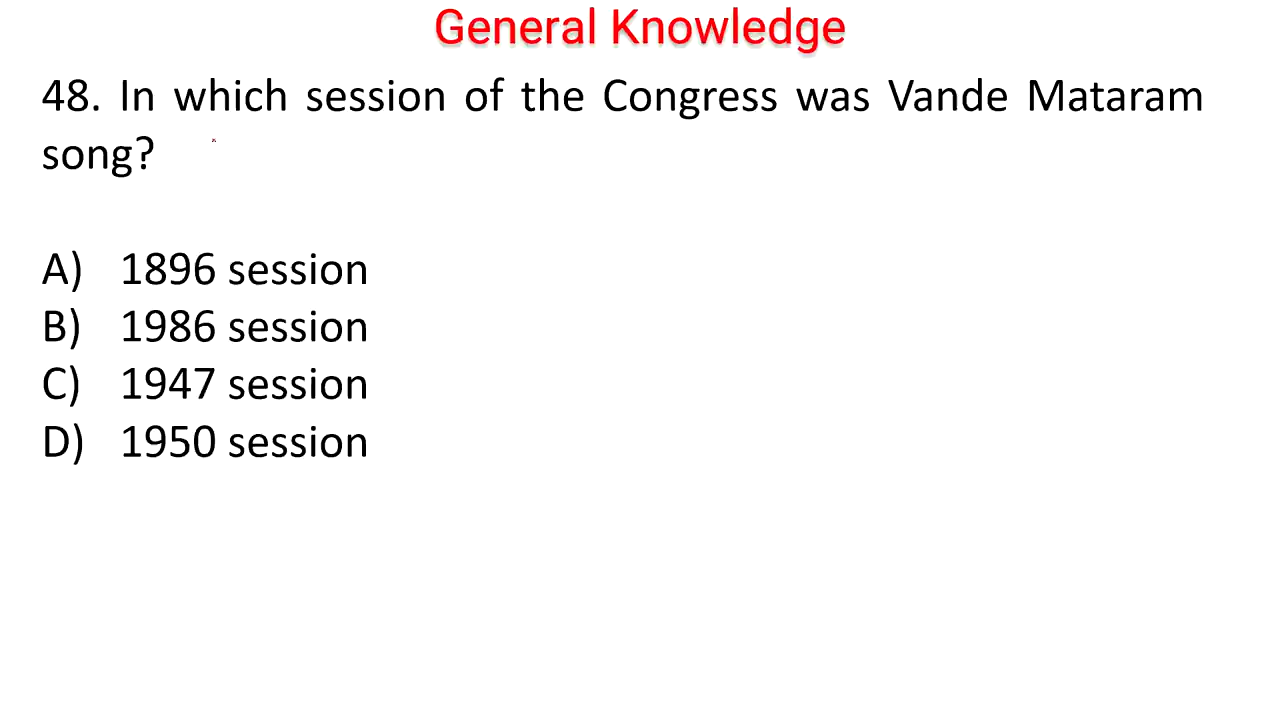 General Knowledge
48. In which session of the Congress was Vande Mataram
song?
A) 1896 session
B) 1986 session
C) 1947 session
D) 1950 session